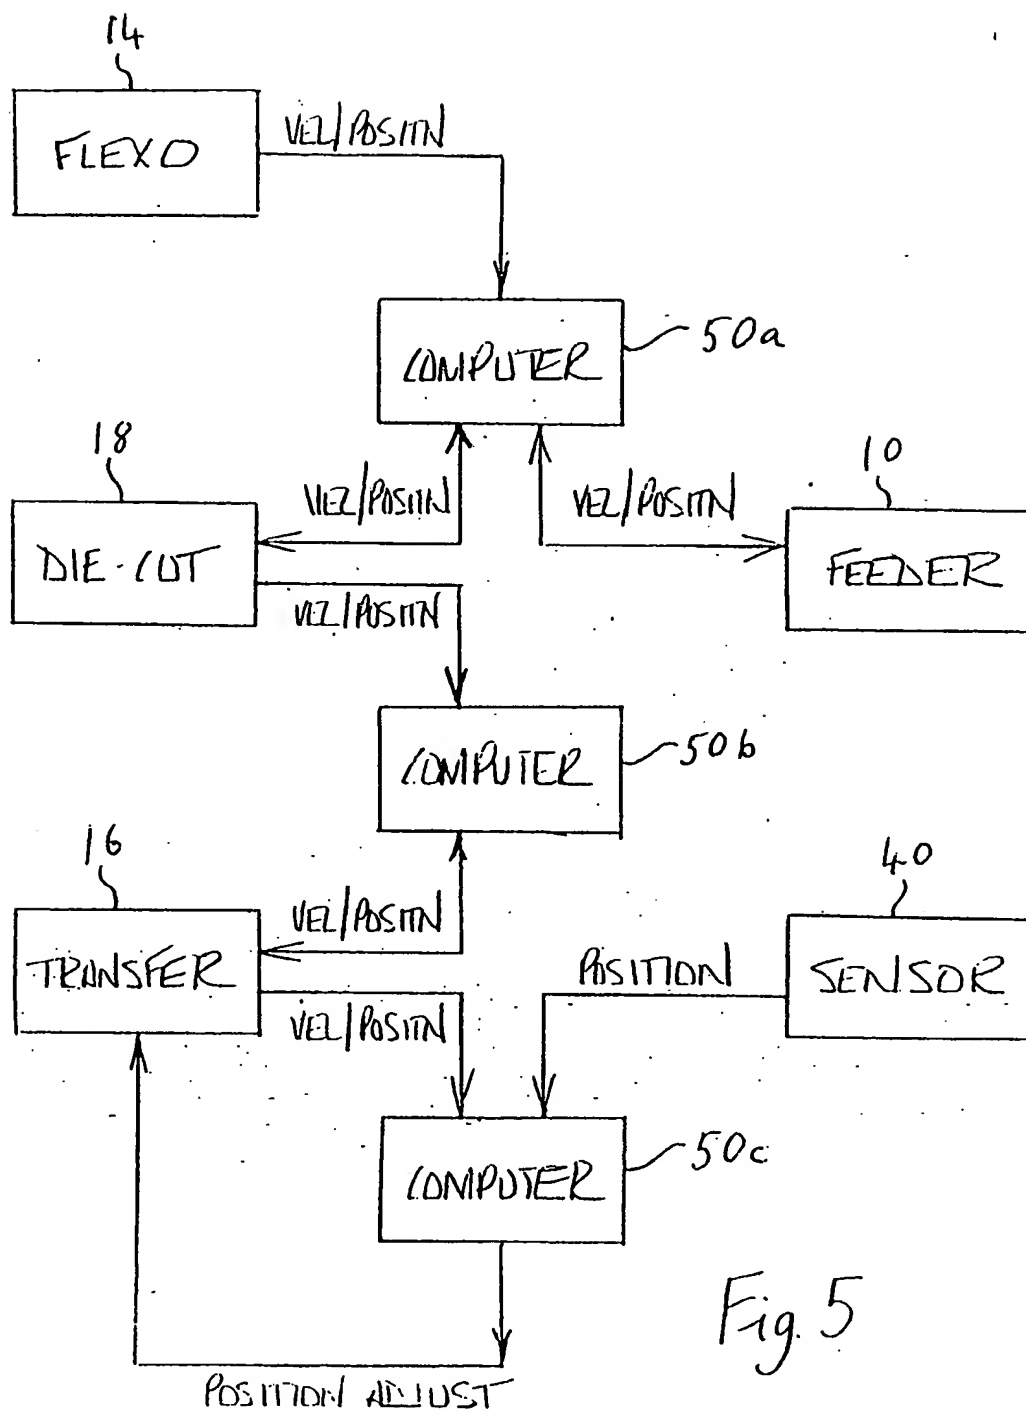 14
FLEXO
VEL/POSITN
COMPUTER
50a
18
DIE-CUT
VEL/POSITN
VEL/POSITN
10
FEEDER
VEL/POSITN
COMPUTER
50b
16
TRANSFER
VEL/POSITN
VEL/POSITN
POSITION
40
SENSOR
COMPUTER
50c
POSITION ADJUST
Fig. 5